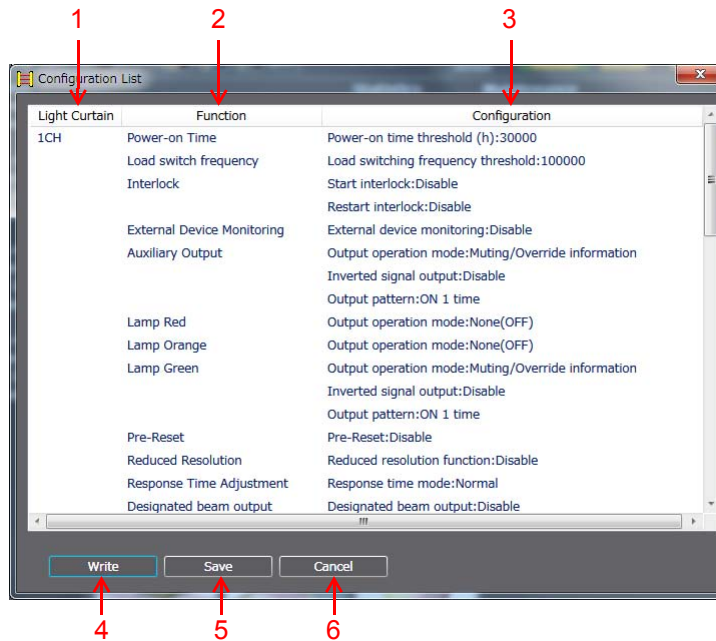 1 2 3
Configuration List
Light Curtain Function Configuration
1CH Power-on Time Power-on time threshold (h):30000
Load switch frequency Load switching frequency threshold:100000
Interlock Start interlock:Disable
Restart interlock:Disable
External Device Monitoring External device monitoring:Disable
Auxiliary Output Output operation mode:Muting/Override information
Inverted signal output:Disable
Output pattern:ON 1 time
Lamp Red Output operation mode:None(OFF)
Lamp Orange Output operation mode:None(OFF)
Lamp Green Output operation mode:Muting/Override information
Inverted signal output:Disable
Output pattern:ON 1 time
Pre-Reset Pre-Reset:Disable
Reduced Resolution Reduced resolution function:Disable
Response Time Adjustment Response time mode:Normal
Designated beam output Designated beam output:Disable
Write Save Cancel
4 5 6